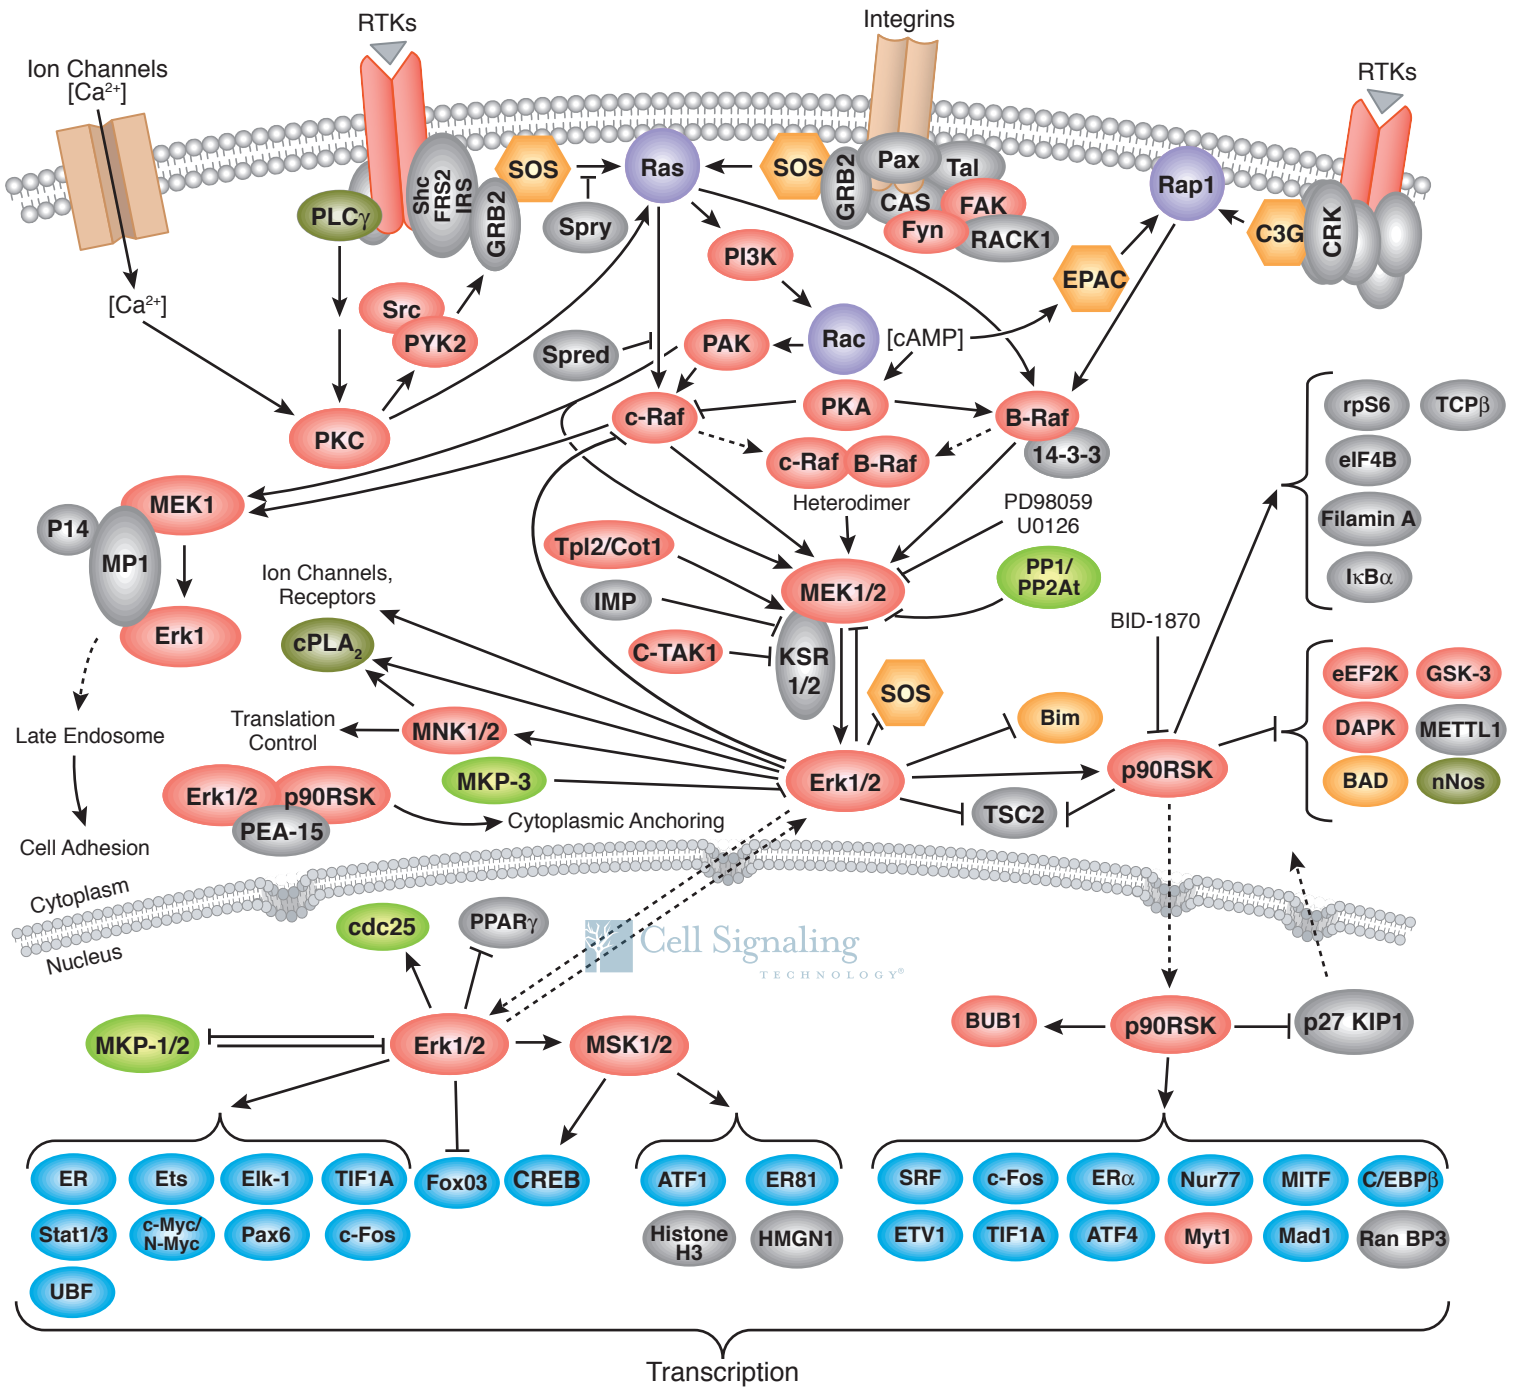 RTKs
Integrins
Ion Channels
[Ca2+]
RTKs
SOS
Ras
SOS
GRB2
Pax
Tal
CAS
FAK
Fyn
RACK1
Rap1
C3G
CRK
PLCγ
Shc
FRS2
IRS
GRB2
Spry
PI3K
EPAC
[Ca2+]
Src
PYK2
Spred
PAK
Rac
[cAMP]
PKC
c-Raf
PKA
B-Raf
14-3-3
c-Raf
B-Raf
Heterodimer
PD98059
U0126
rpS6
TCPβ
eIF4B
Filamin A
IκBα
MEK1
P14
MP1
Erk1
Tpl2/Cot1
IMP
C-TAK1
MEK1/2
PP1/
PP2At
KSR
1/2
BID-1870
Ion Channels,
Receptors
cPLA2
SOS
Bim
eEF2K
GSK-3
DAPK
METTL1
BAD
nNos
Late Endosome
Translation
Control
MNK1/2
MKP-3
Erk1/2
p90RSK
TSC2
Erk1/2
p90RSK
PEA-15
Cytoplasmic Anchoring
Cell Adhesion
Cytoplasm
Nucleus
cdc25
PPARγ
Cell Signaling
TECHNOLOGY®
MKP-1/2
Erk1/2
MSK1/2
BUB1
p90RSK
p27 KIP1
ER
Ets
Elk-1
TIF1A
Fox03
CREB
ATF1
ER81
SRF
c-Fos
ERα
Nur77
MITF
C/EBPβ
Stat1/3
c-Myc/
N-Myc
Pax6
c-Fos
Histone
H3
HMGN1
ETV1
TIF1A
ATF4
Myt1
Mad1
Ran BP3
UBF
Transcription